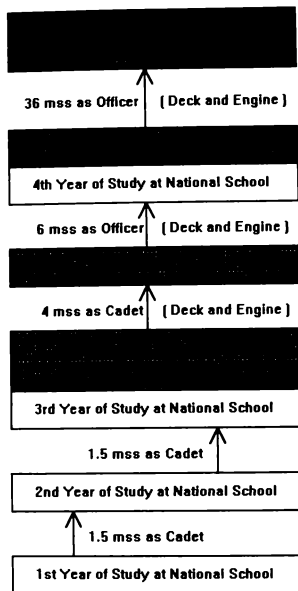 36 mss as Officer [ Deck and Engine ]
4th Year of Study at National School
6 mss as Officer [ Deck and Engine ]
4 mss as Cadet [ Deck and Engine ]
3rd Year of Study at National School
1.5 mss as Cadet
2nd Year of Study at National School
1.5 mss as Cadet
1st Year of Study at National School